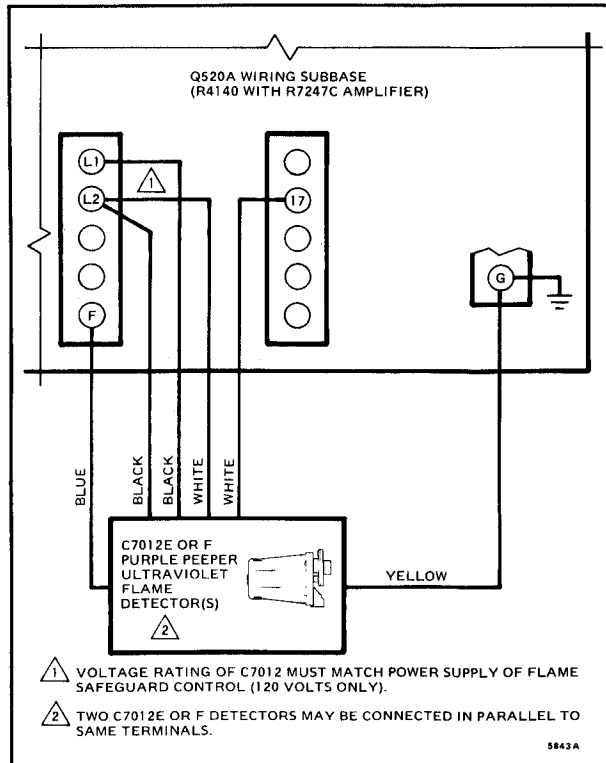 Q520A WIRING SUBBASE
(R4140 WITH R7247C AMPLIFIER)
L1
1
L2
17
F
G
BLUE
BLACK
BLACK
WHITE
WHITE
C7012E OR F
PURPLE PEEPER
ULTRAVIOLET
FLAME
DETECTOR(S)
2
YELLOW
1 VOLTAGE RATING OF C7012 MUST MATCH POWER SUPPLY OF FLAME
SAFEGUARD CONTROL (120 VOLTS ONLY).
2 TWO C7012E OR F DETECTORS MAY BE CONNECTED IN PARALLEL TO
SAME TERMINALS.
5843A